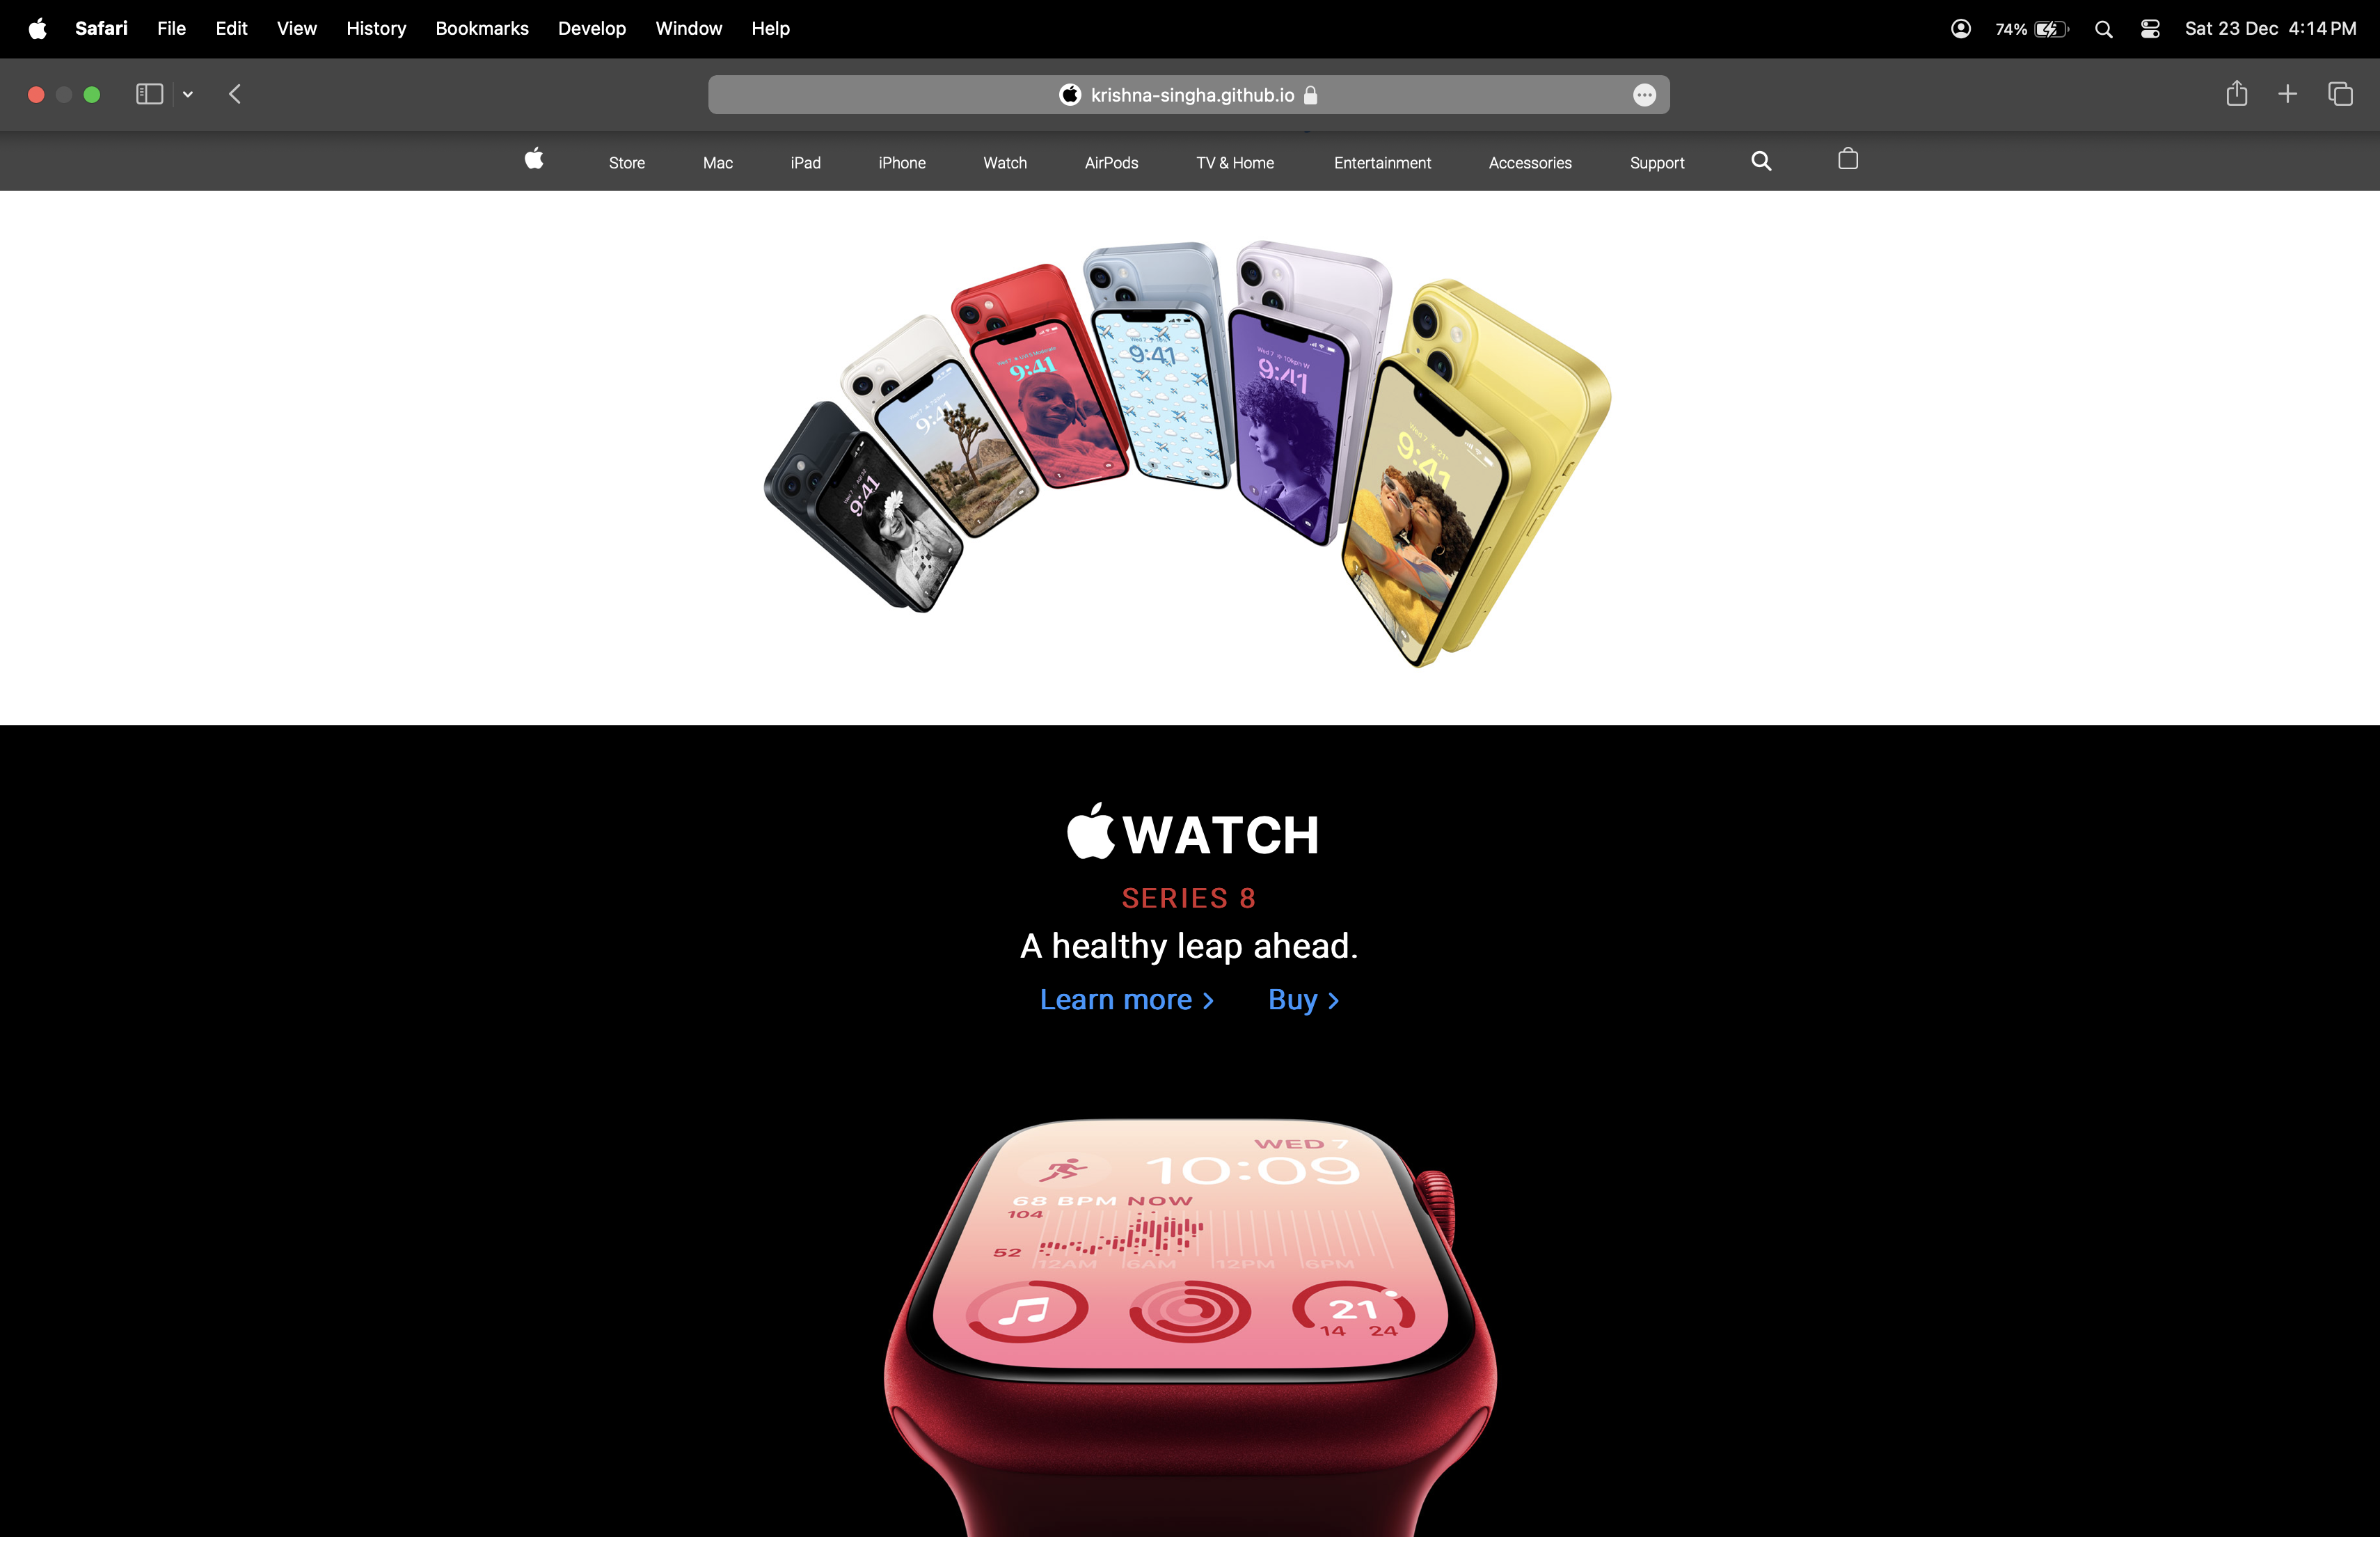 Safari File Edit View History Bookmarks Develop Window Help 74% Sat 23 Dec 4:14 PM
krishna-singha.github.io
Store Mac iPad iPhone Watch AirPods TV & Home Entertainment Accessories Support
9:41
9:41
9:41
9:41
9:41
9:41
WATCH
SERIES 8
A healthy leap ahead.
Learn more > Buy >
WED 7
10:09
68 BPM NOW
104
52
12AM 6AM 12PM 6PM
21
14 24